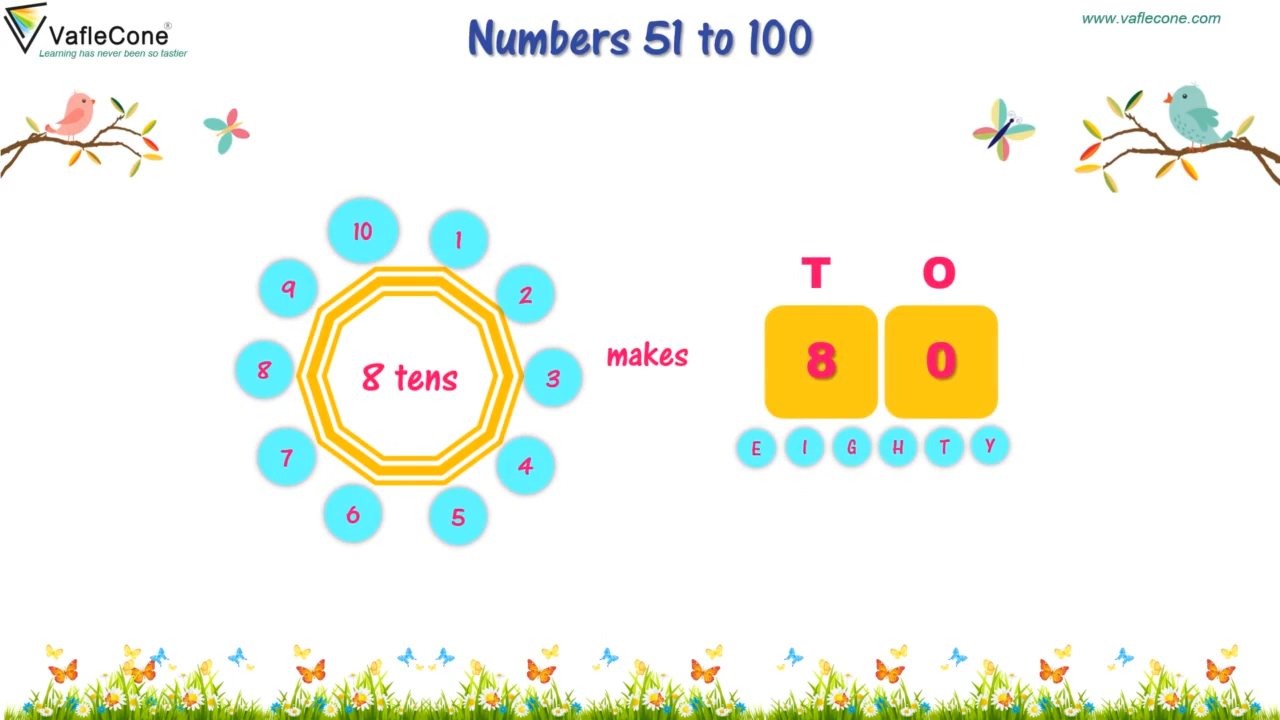 VafleCone®
Learning has never been so tastier
Numbers 51 to 100
www.vaflecone.com
10
1
9
2
8
8 tens
3
7
4
6
5
makes
T O
8 0
E I G H T Y